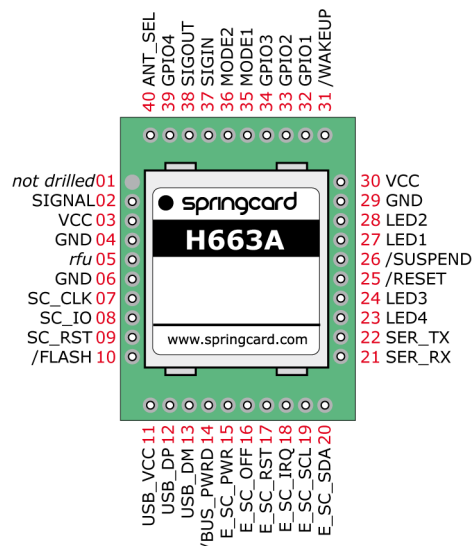 40 ANT_SEL
39 GPIO4
38 SIGOUT
37 SIGIN
36 MODE2
35 MODE1
34 GPIO3
33 GPIO2
32 GPIO1
31 /WAKEUP
not drilled 01
SIGNAL 02
VCC 03
GND 04
rfu 05
GND 06
SC_CLK 07
SC_IO 08
SC_RST 09
/FLASH 10
springcard
H663A
www.springcard.com
30 VCC
29 GND
28 LED2
27 LED1
26 /SUSPEND
25 /RESET
24 LED3
23 LED4
22 SER_TX
21 SER_RX
USB_VCC 11
USB_DP 12
USB_DM 13
/BUS_PWRD 14
E_SC_PWR 15
E_SC_OFF 16
E_SC_RST 17
E_SC_IRQ 18
E_SC_SCL 19
E_SC_SDA 20